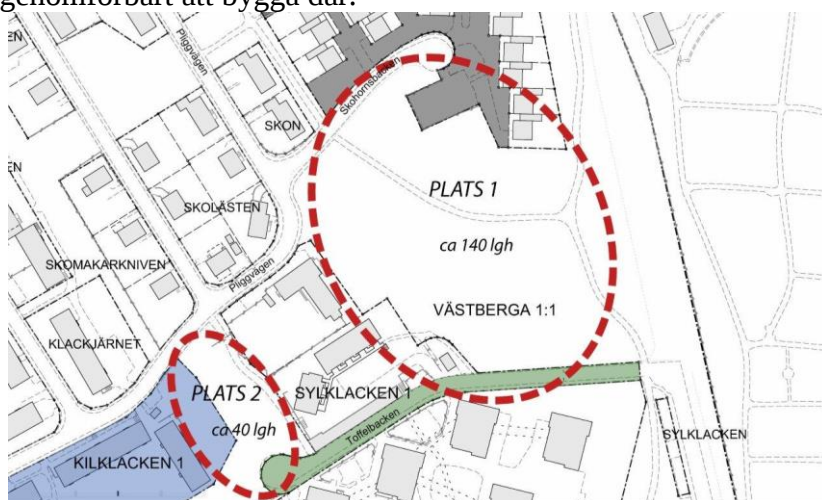 genomförbart att bygga där.
EN
Pliggvägen
Skohornsbacken
SKON
EN
PLATS 1
SKOLÄSTEN
ca 140 lgh
SKOMAKARKNIVEN
Pliggvägen
VÄSTBERGA 1:1
KLACKJÄRNET
PLATS 2
SYLKLACKEN 1
ca 40 lgh
Toffelbacken
SYLKLACKEN
KILKLACKEN 1